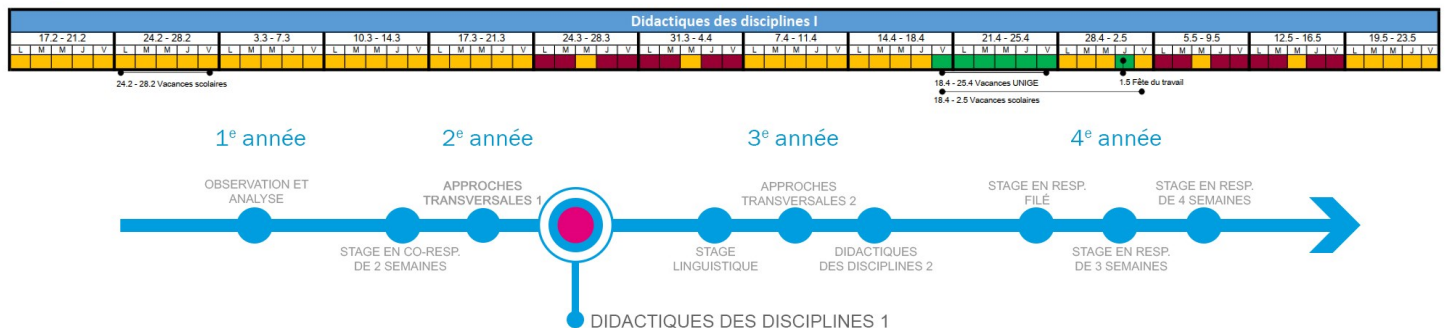 Didactiques des disciplines I
17.2 - 21.2 24.2 - 28.2 3.3 - 7.3 10.3 - 14.3 17.3 - 21.3 24.3 - 28.3 31.3 - 4.4 7.4 - 11.4 14.4 - 18.4 21.4 - 25.4 28.4 - 2.5 5.5 - 9.5 12.5 - 16.5 19.5 - 23.5
L M M J V L M M J V L M M J V L M M J V L M M J V L M M J V L M M J V L M M J V L M M J V L M M J V L M M J V L M M J V L M M J V L M M J V
24.2 - 28.2 Vacances scolaires
18.4 - 25.4 Vacances UNIGE
1.5 Fête du travail
18.4 - 2.5 Vacances scolaires
1e année 2e année 3e année 4e année
OBSERVATION ET
ANALYSE
APPROCHES
TRANSVERSALES 1
APPROCHES
TRANSVERSALES 2
STAGE EN RESP.
FILÉ
STAGE EN RESP.
DE 4 SEMAINES
STAGE EN CO-RESP.
DE 2 SEMAINES
STAGE
LINGUISTIQUE
DIDACTIQUES
DES DISCIPLINES 2
STAGE EN RESP.
DE 3 SEMAINES
DIDACTIQUES DES DISCIPLINES 1